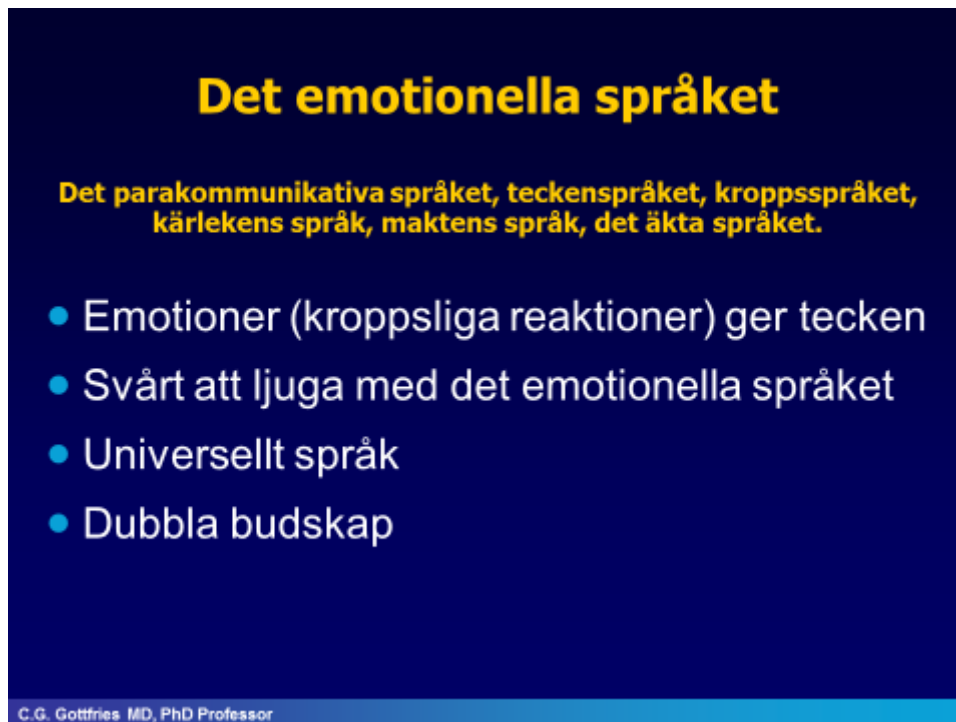 Det emotionella språket
Det parakommunikativa språket, teckenspråket, kroppsspråket,
kärlekens språk, maktens språk, det äkta språket.
Emotioner (kroppsliga reaktioner) ger tecken
Svårt att ljuga med det emotionella språket
Universellt språk
Dubbla budskap
C.G. Gottfries MD, PhD Professor